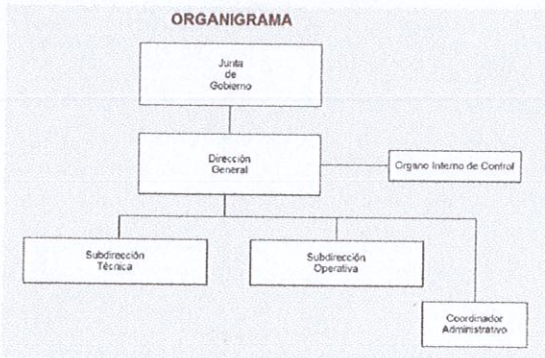 ORGANIGRAMA
Junta
de
Gobierno
Dirección
General
Organo Interno de Control
Subdirección
Técnica
Subdirección
Operativa
Coordinador
Administrativo